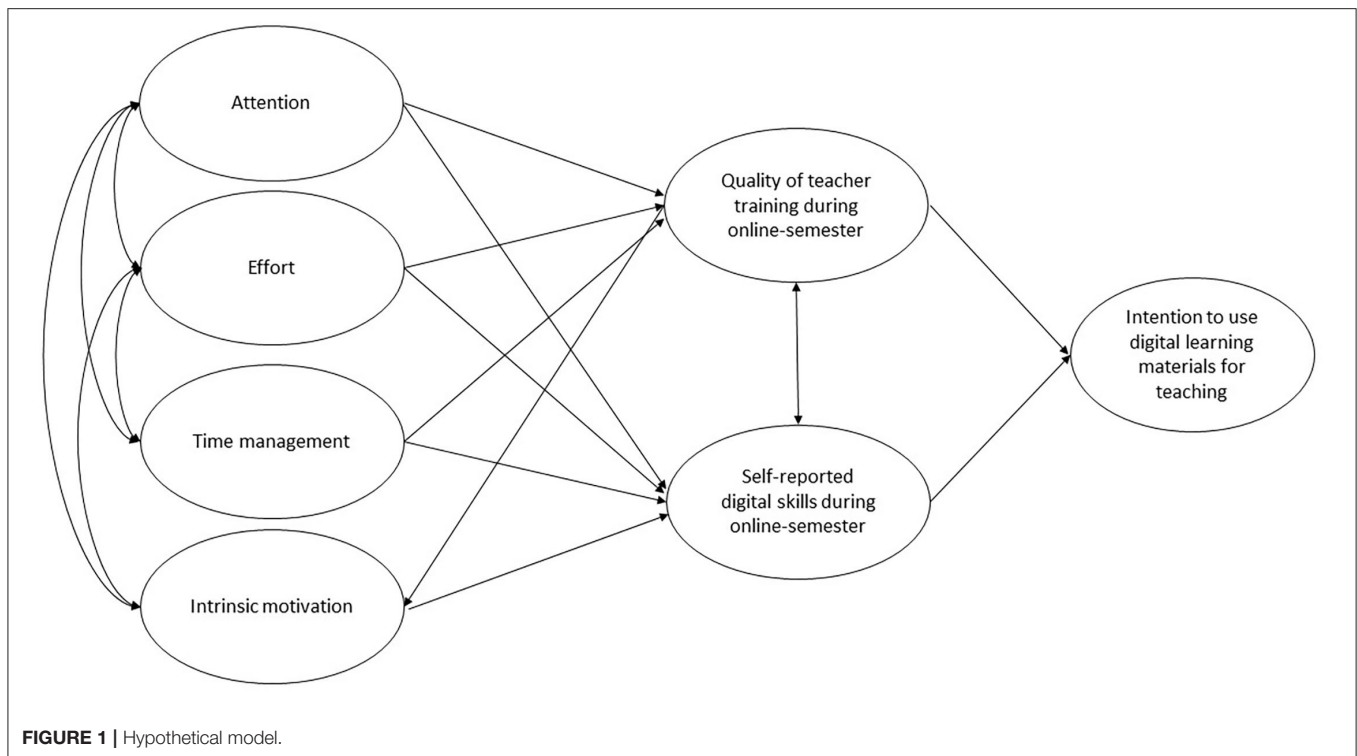 Attention
Effort
Time management
Intrinsic motivation
Quality of teacher
training during
online-semester
Self-reported
digital skills during
online-semester
Intention to use
digital learning
materials for
teaching
FIGURE 1 | Hypothetical model.